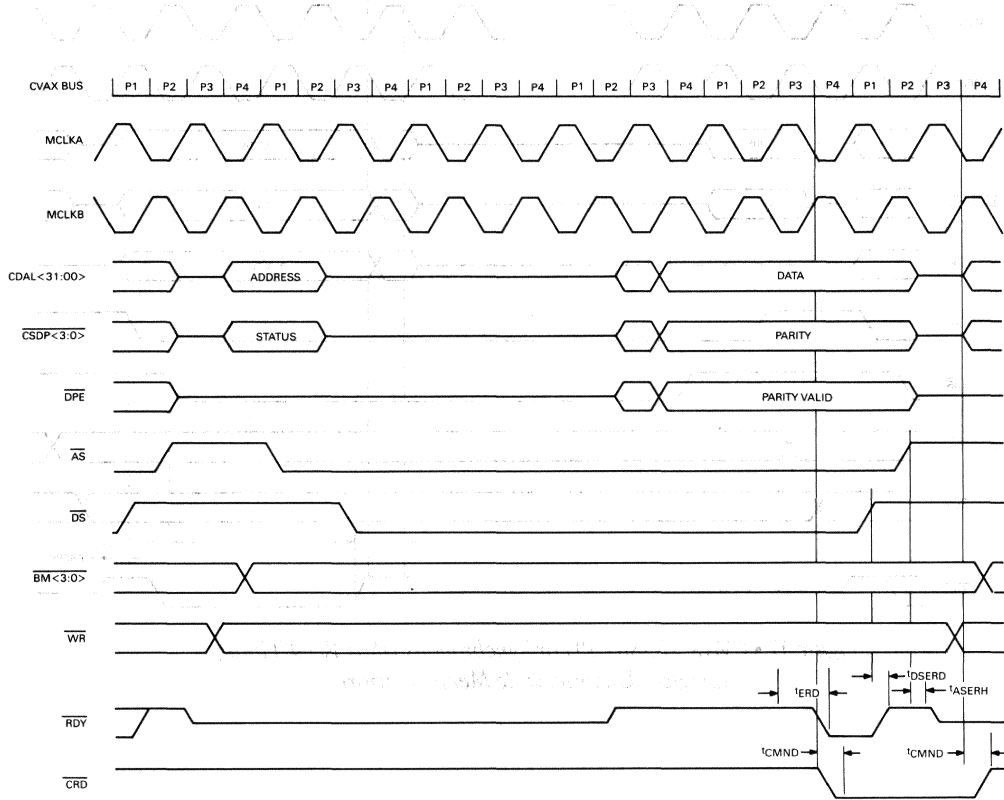 CVAX BUS P1 P2 P3 P4 P1 P2 P3 P4 P1 P2 P3 P4 P1 P2 P3 P4 P1 P2 P3 P4 P1 P2 P3 P4
MCLKA
MCLKB
CDAL<31:00> ADDRESS DATA
CSDP<3:0> STATUS PARITY
DPE PARITY VALID
AS
DS
BM<3:0>
WR
tDSERD
tERD tASERH
RDY
tCMND tCMND
CRD